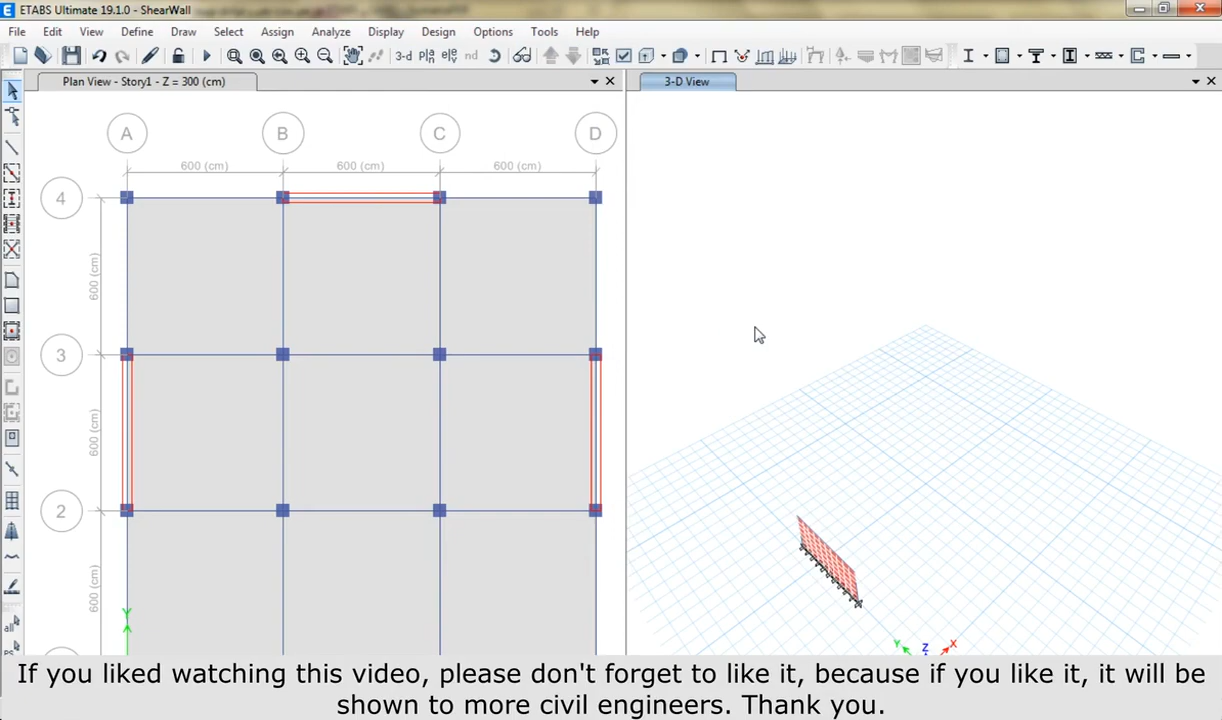 ETABS Ultimate 19.1.0 - ShearWall
File Edit View Define Draw Select Assign Analyze Display Design Options Tools Help
3-d
nd
Plan View - Story1 - Z = 300 (cm)
3-D View
A B C D
600 (cm) 600 (cm) 600 (cm)
4
600 (cm)
3
600 (cm)
2
600 (cm)
Y
Y Z X
all
If you liked watching this video, please don't forget to like it, because if you like it, it will be
shown to more civil engineers. Thank you.